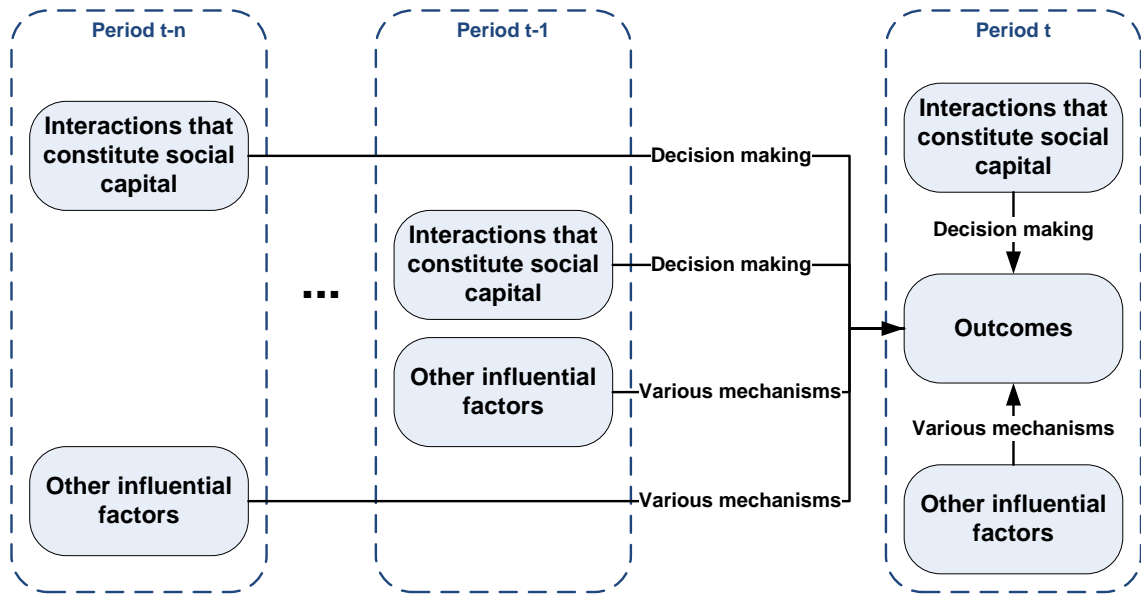 Period t-n
Interactions that
constitute social
capital
Other influential
factors
...
Period t-1
Interactions that
constitute social
capital
Other influential
factors
Decision making
Decision making
Various mechanisms
Various mechanisms
Period t
Interactions that
constitute social
capital
Decision making
Outcomes
Various mechanisms
Other influential
factors